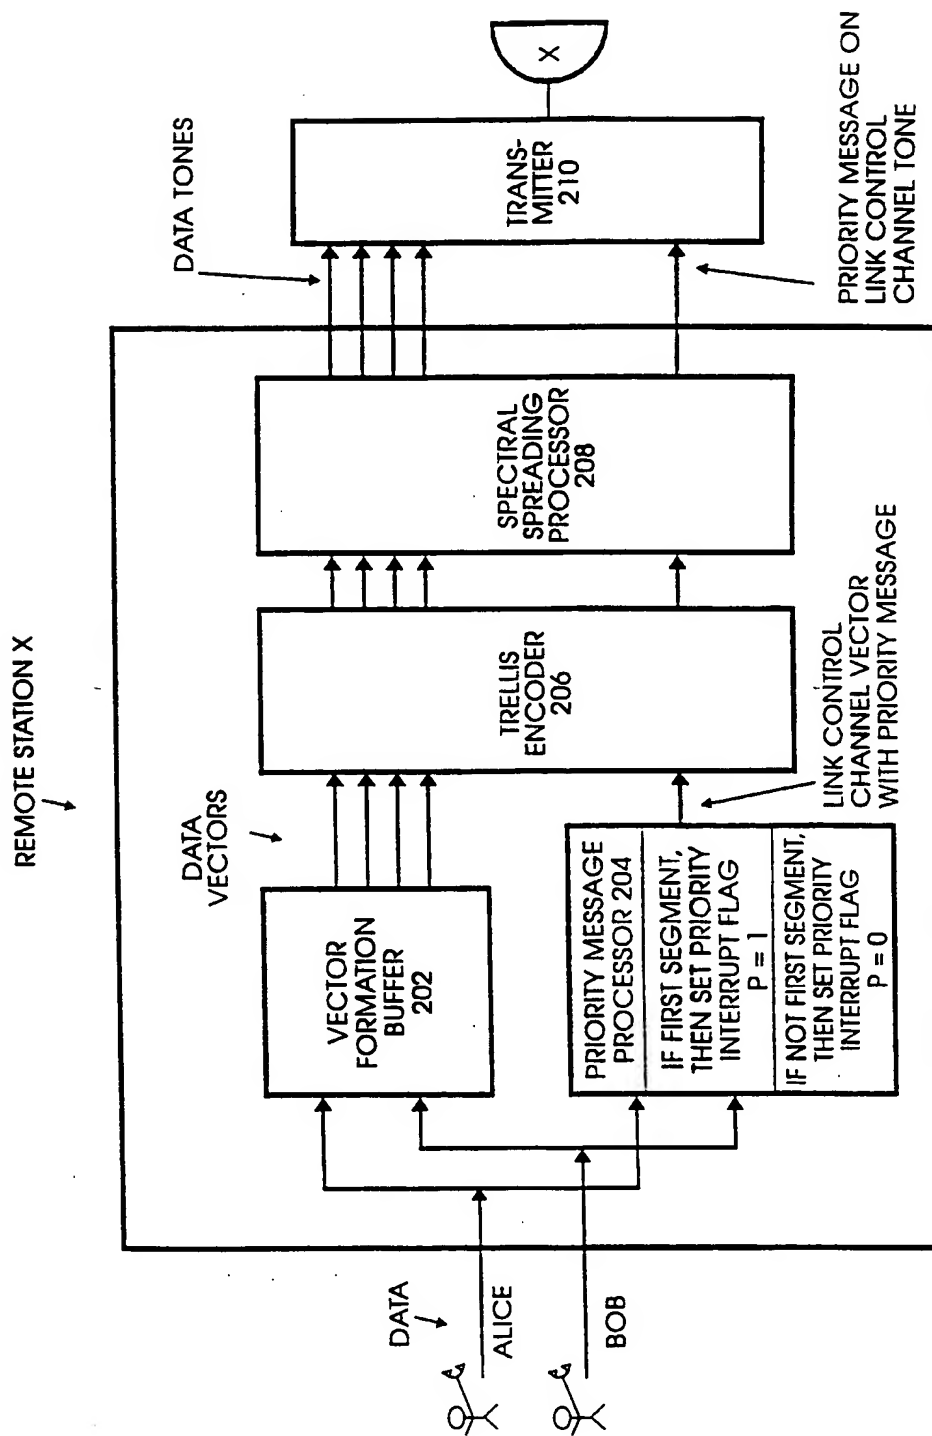 REMOTE STATION X
DATA
ALICE
BOB
VECTOR
FORMATION
BUFFER
202
DATA
VECTORS
PRIORITY MESSAGE
PROCESSOR 204
IF FIRST SEGMENT,
THEN SET PRIORITY
INTERRUPT FLAG
P = 1
IF NOT FIRST SEGMENT,
THEN SET PRIORITY
INTERRUPT FLAG
P = 0
LINK CONTROL
CHANNEL VECTOR
WITH PRIORITY MESSAGE
TRELLIS
ENCODER
206
SPECTRAL
SPREADING
PROCESSOR
208
DATA TONES
TRANS-
MITTER
210
X
PRIORITY MESSAGE ON
LINK CONTROL
CHANNEL TONE